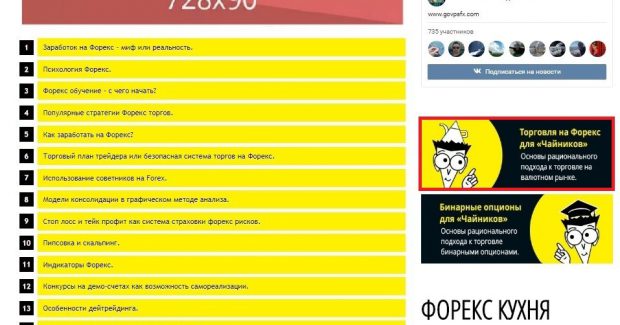 728x90
1 Заработок на Форекс - миф или реальность.
2 Психология Форекс.
3 Форекс обучение - с чего начать?
4 Популярные стратегии Форекс торгов.
5 Как заработать на Форекс?
6 Торговый план трейдера или безопасная система торгов на Форекс.
7 Использование советников на Forex.
8 Модели консолидации в графическом методе анализа.
9 Стоп лосс и тейк профит как система страховки форекс рисков.
10 Пипсовка и скальпинг.
11 Индикаторы Форекс.
12 Конкурсы на демо-счетах как возможность самореализации.
13 Особенности дейтрейдинга.
www.govpafx.com
735 участников
Подписаться на новости
Торговля на Форекс
для «Чайников»
Основы рационального
подхода к торговле на
валютном рынке.
Бинарные опционы
для «Чайников»
Основы рационального
подхода к торговле
бинарными опционами.
ФОРЕКС КУХНЯ